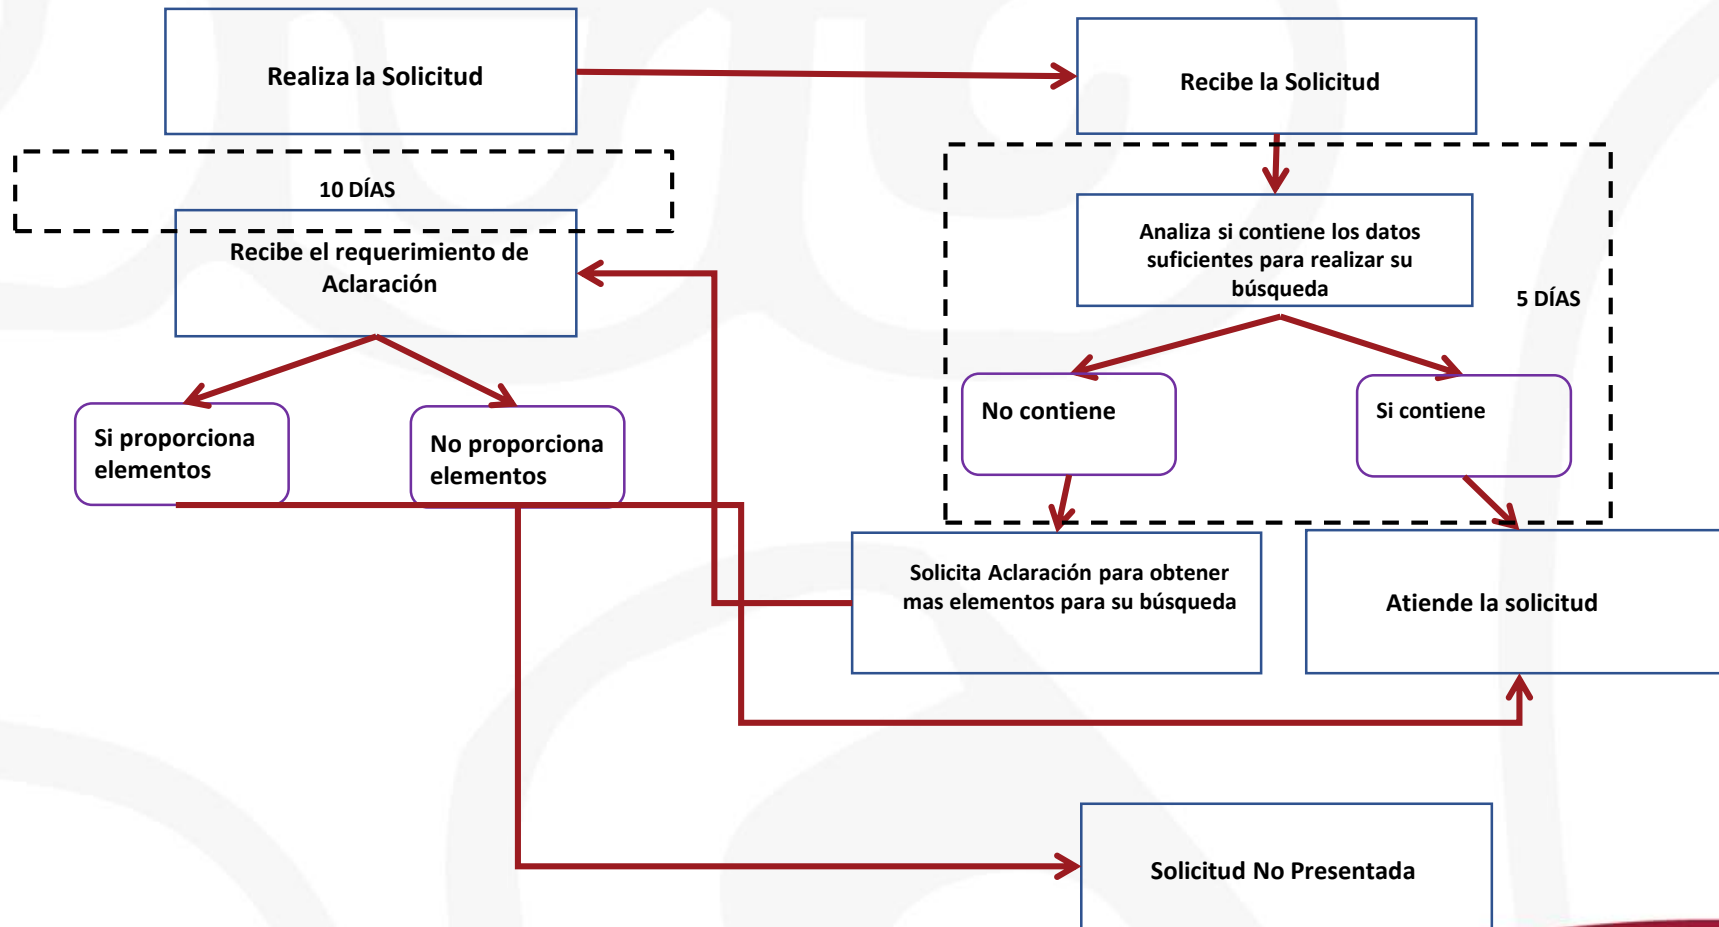 Realiza la Solicitud
Recibe la Solicitud
10 DÍAS
Recibe el requerimiento de
Aclaración
Analiza si contiene los datos
suficientes para realizar su
búsqueda
5 DÍAS
Si proporciona
elementos
No proporciona
elementos
No contiene
Si contiene
Solicita Aclaración para obtener
mas elementos para su búsqueda
Atiende la solicitud
Solicitud No Presentada